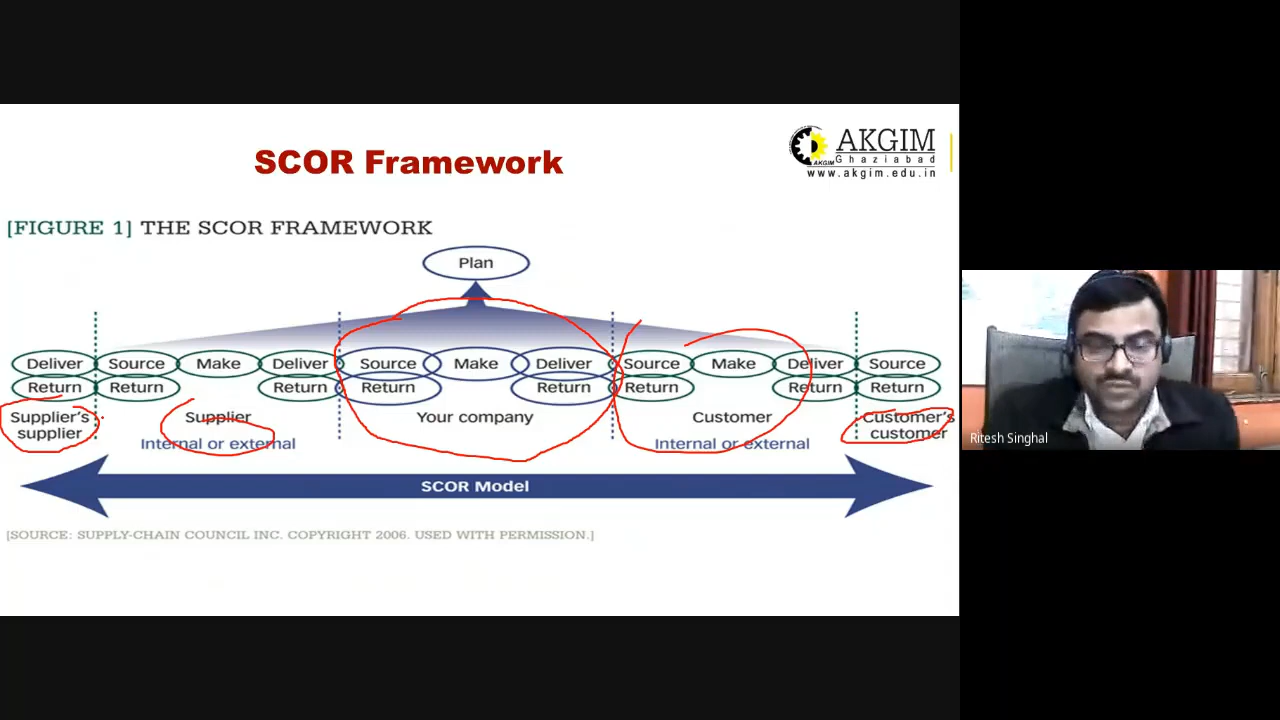 SCOR Framework
AKGIM
Ghaziabad
www.akgim.edu.in
AKGIM
[FIGURE 1] THE SCOR FRAMEWORK
Plan
Deliver Source Make Deliver Source Make Deliver Source Make Deliver Source
Return Return Return Return Return Return Return Return
Supplier's supplier
Supplier
Internal or external
Your company
Customer
Internal or external
Customer's customer
SCOR Model
[SOURCE: SUPPLY-CHAIN COUNCIL INC. COPYRIGHT 2006. USED WITH PERMISSION.]
Ritesh Singhal